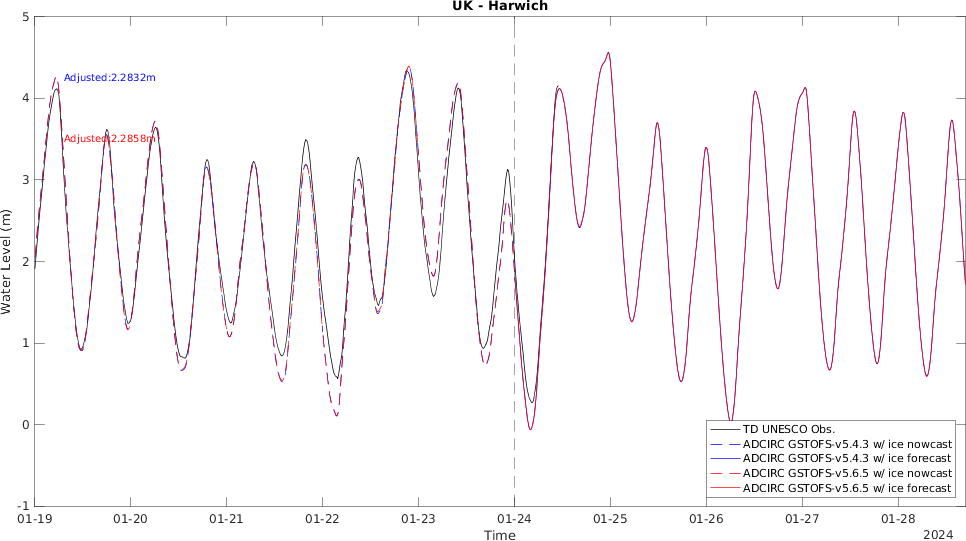 UK - Harwich
Adjusted:2.2832m
Adjusted:2.2858m
Water Level (m)
5
4
3
2
1
0
-1
01-19 01-20 01-21 01-22 01-23 01-24 01-25 01-26 01-27 01-28
Time
2024
TD UNESCO Obs.
ADCIRC GSTOFS-v5.4.3 w/ ice nowcast
ADCIRC GSTOFS-v5.4.3 w/ ice forecast
ADCIRC GSTOFS-v5.6.5 w/ ice nowcast
ADCIRC GSTOFS-v5.6.5 w/ ice forecast